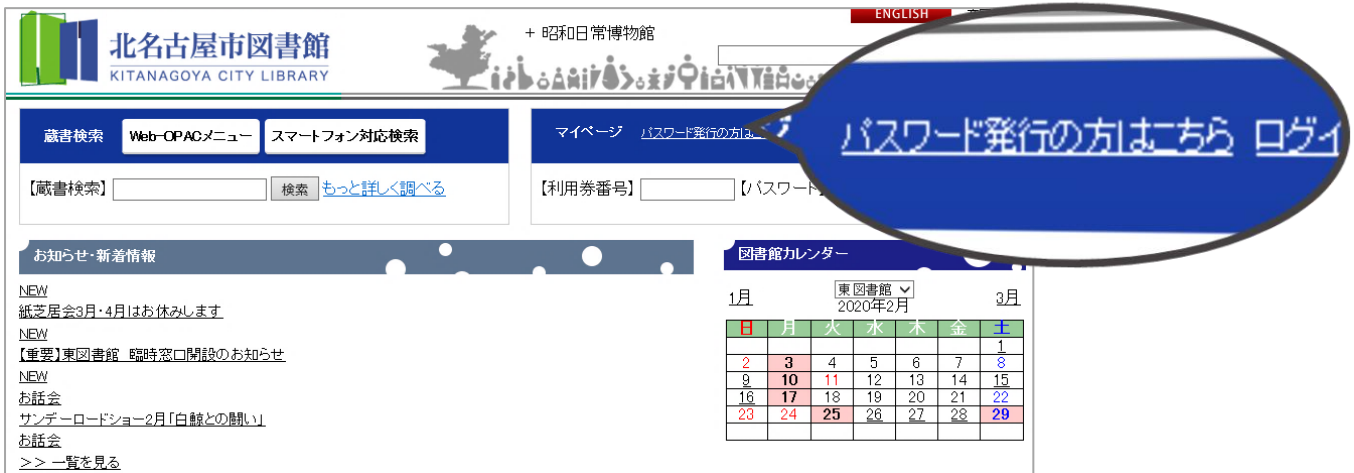 ENGLISH
北名古屋市図書館
KITANAGOYA CITY LIBRARY
+ 昭和日常博物館
蔵書検索 Web-OPACメニュー スマートフォン対応検索
マイページ パスワード発行の方はこ
パスワード発行の方はこちら ログイ
【蔵書検索】 検索 もっと詳しく調べる
【利用券番号】 【パスワード
お知らせ・新着情報
NEW
紙芝居会3月・4月はお休みします
NEW
【重要】東図書館 臨時窓口開設のお知らせ
NEW
お話会
サンデーロードショー2月「白鯨との闘い」
お話会
>> 一覧を見る
図書館カレンダー
1月 東図書館 3月
2020年2月
日 月 火 水 木 金 土
1
2 3 4 5 6 7 8
9 10 11 12 13 14 15
16 17 18 19 20 21 22
23 24 25 26 27 28 29